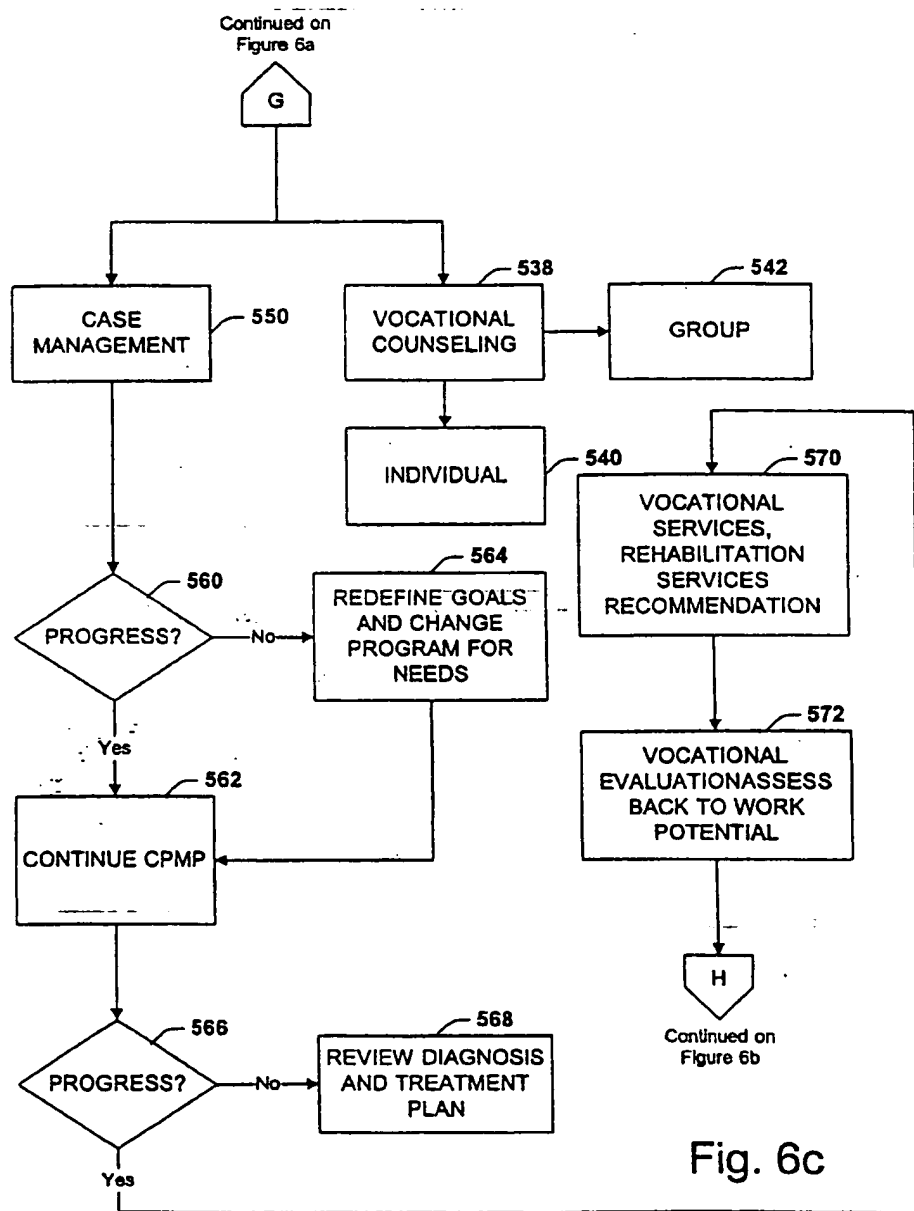 Continued on
Figure 6a
G
538
542
CASE
MANAGEMENT
550
VOCATIONAL
COUNSELING
GROUP
INDIVIDUAL
540
570
VOCATIONAL
SERVICES,
REHABILITATION
SERVICES
RECOMMENDATION
560
PROGRESS?
No
564
REDEFINE GOALS
AND CHANGE
PROGRAM FOR
NEEDS
572
VOCATIONAL
EVALUATIONASSESS
BACK TO WORK
POTENTIAL
Yes
562
CONTINUE CPMP
H
Continued on
Figure 6b
566
PROGRESS?
No
568
REVIEW DIAGNOSIS
AND TREATMENT
PLAN
Yes
Fig. 6c